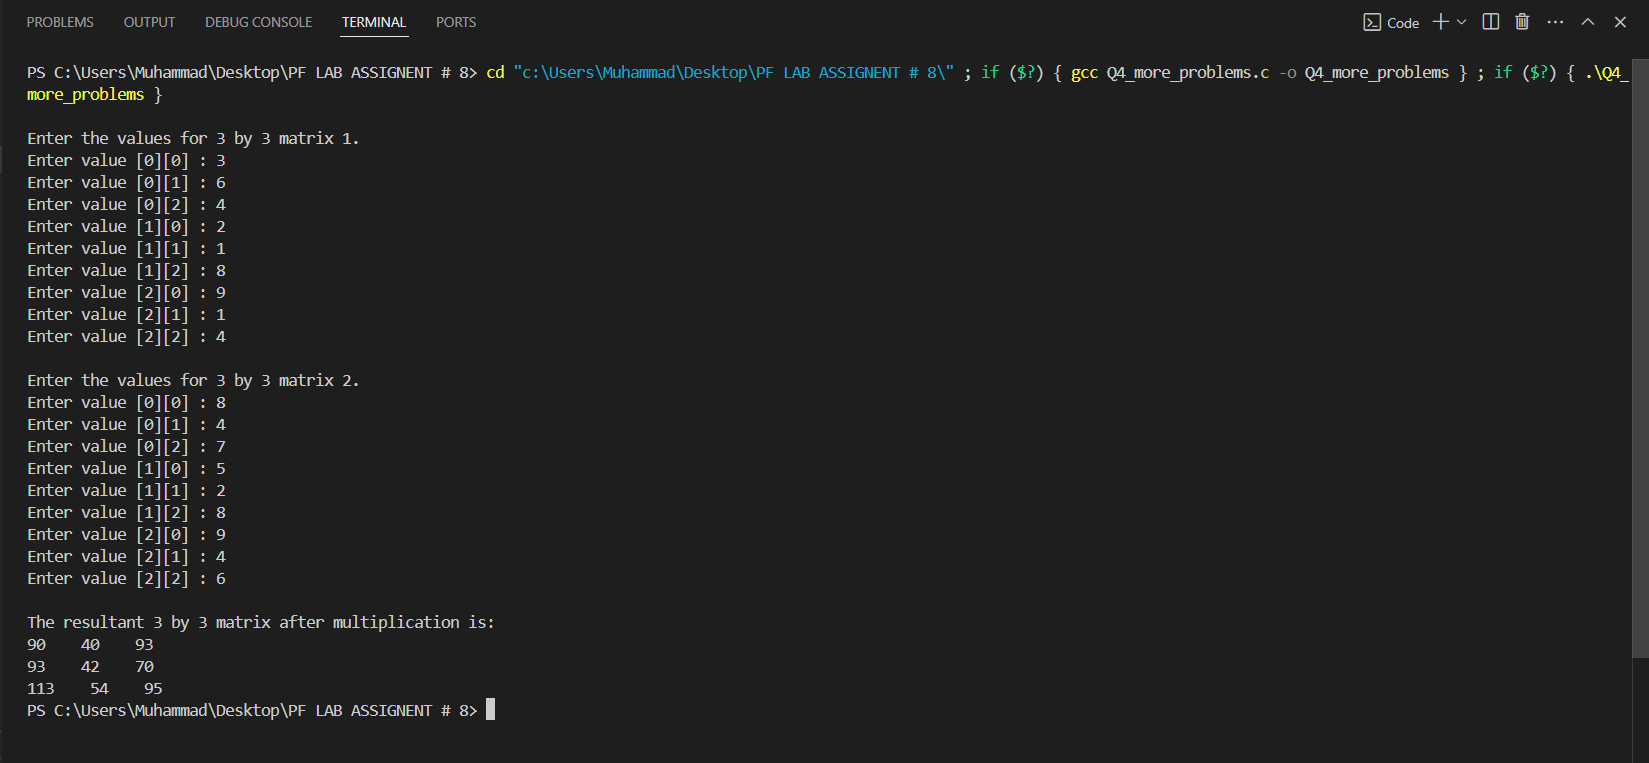 PROBLEMS OUTPUT DEBUG CONSOLE TERMINAL PORTS Code
PS C:\Users\Muhammad\Desktop\PF LAB ASSIGNENT # 8> cd "c:\Users\Muhammad\Desktop\PF LAB ASSIGNENT # 8\" ; if ($?) { gcc Q4_more_problems.c -o Q4_more_problems } ; if ($?) { .\Q4_
more_problems }
Enter the values for 3 by 3 matrix 1.
Enter value [0][0] : 3
Enter value [0][1] : 6
Enter value [0][2] : 4
Enter value [1][0] : 2
Enter value [1][1] : 1
Enter value [1][2] : 8
Enter value [2][0] : 9
Enter value [2][1] : 1
Enter value [2][2] : 4
Enter the values for 3 by 3 matrix 2.
Enter value [0][0] : 8
Enter value [0][1] : 4
Enter value [0][2] : 7
Enter value [1][0] : 5
Enter value [1][1] : 2
Enter value [1][2] : 8
Enter value [2][0] : 9
Enter value [2][1] : 4
Enter value [2][2] : 6
The resultant 3 by 3 matrix after multiplication is:
90    40    93
93    42    70
113    54    95
PS C:\Users\Muhammad\Desktop\PF LAB ASSIGNENT # 8>